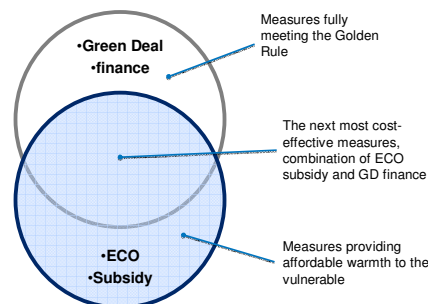 •Green Deal
•finance
Measures fully
meeting the Golden
Rule
The next most cost-
effective measures,
combination of ECO
subsidy and GD finance
•ECO
•Subsidy
Measures providing
affordable warmth to the
vulnerable